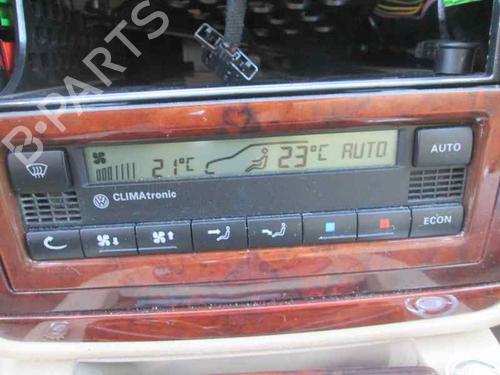 B-PARTS
21°C 23°C AUTO
AUTO
CLIMAtronic
ECON